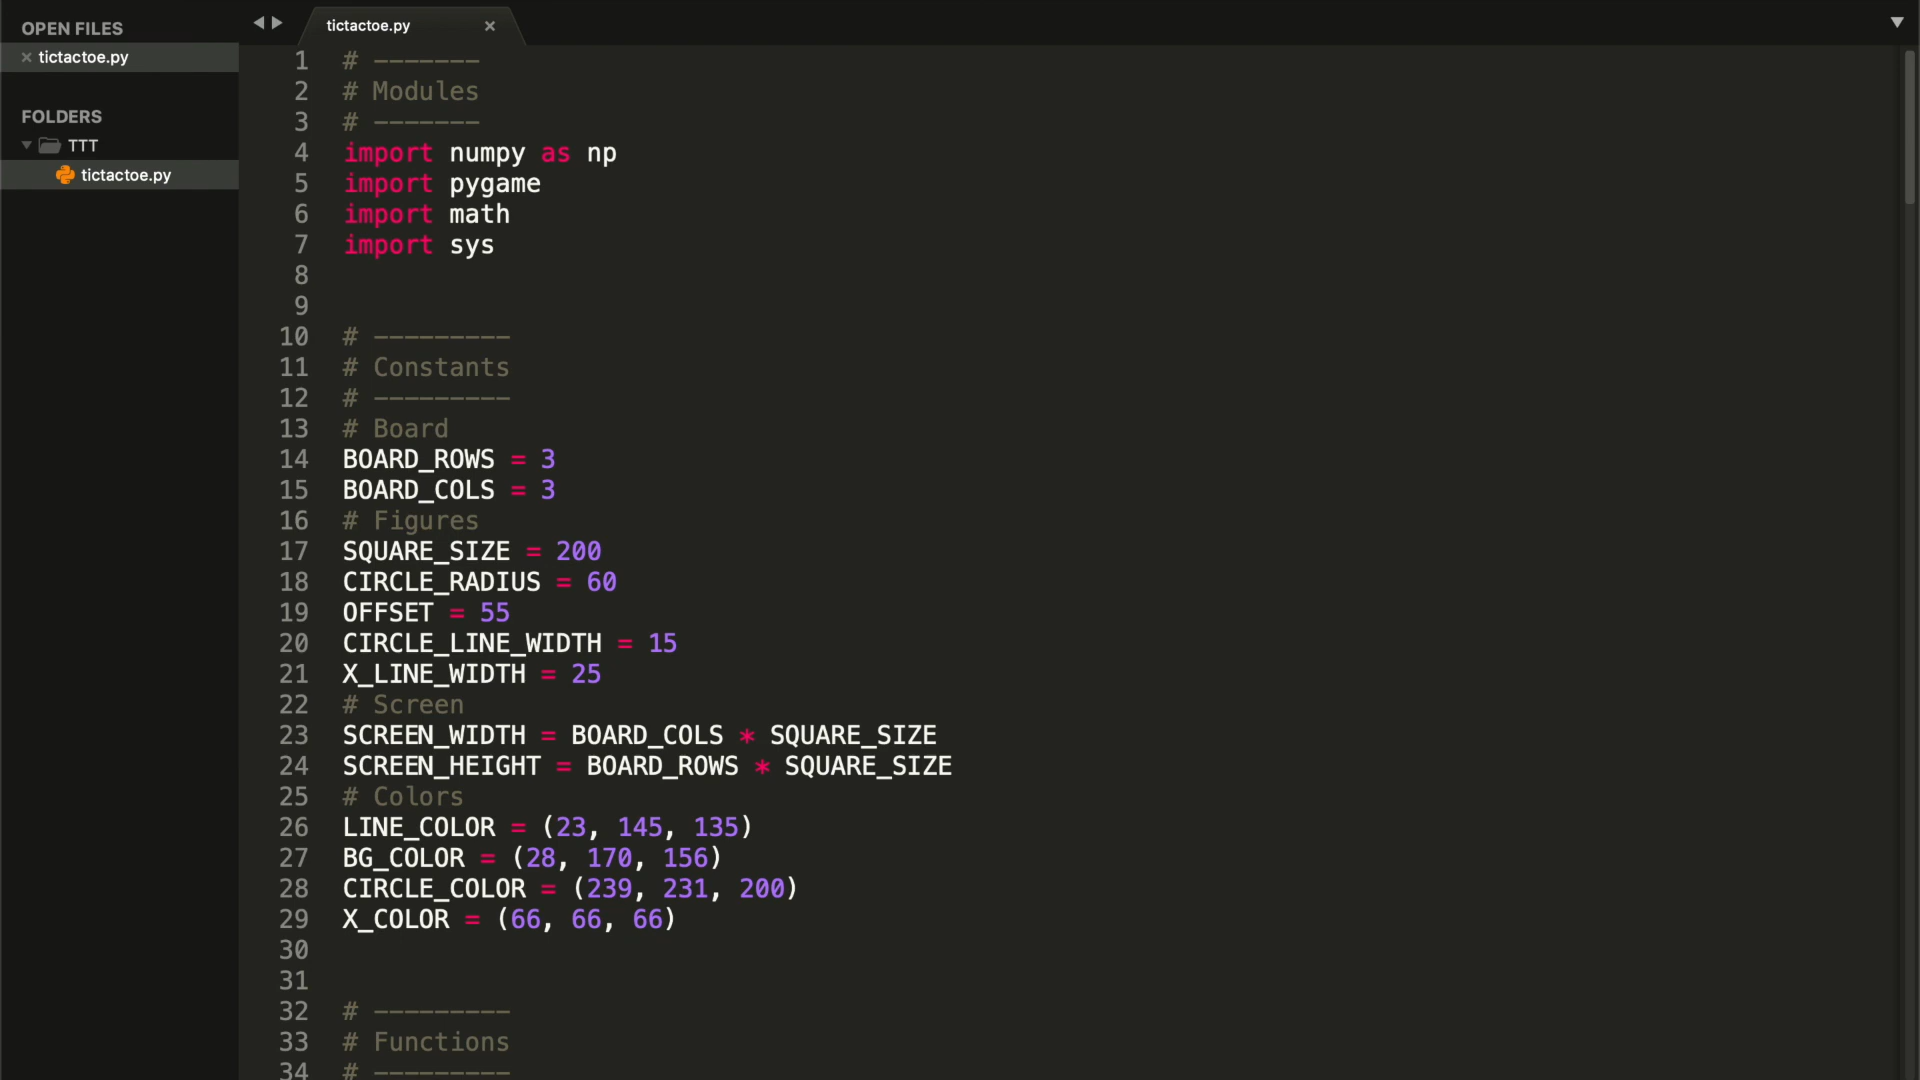 OPEN FILES
tictactoe.py
FOLDERS
TTT
tictactoe.py
tictactoe.py
1 # -------
2 # Modules
3 # -------
4 import numpy as np
5 import pygame
6 import math
7 import sys
8
9
10 # ---------
11 # Constants
12 # ---------
13 # Board
14 BOARD_ROWS = 3
15 BOARD_COLS = 3
16 # Figures
17 SQUARE_SIZE = 200
18 CIRCLE_RADIUS = 60
19 OFFSET = 55
20 CIRCLE_LINE_WIDTH = 15
21 X_LINE_WIDTH = 25
22 # Screen
23 SCREEN_WIDTH = BOARD_COLS * SQUARE_SIZE
24 SCREEN_HEIGHT = BOARD_ROWS * SQUARE_SIZE
25 # Colors
26 LINE_COLOR = (23, 145, 135)
27 BG_COLOR = (28, 170, 156)
28 CIRCLE_COLOR = (239, 231, 200)
29 X_COLOR = (66, 66, 66)
30
31
32 # ---------
33 # Functions
34 # ---------